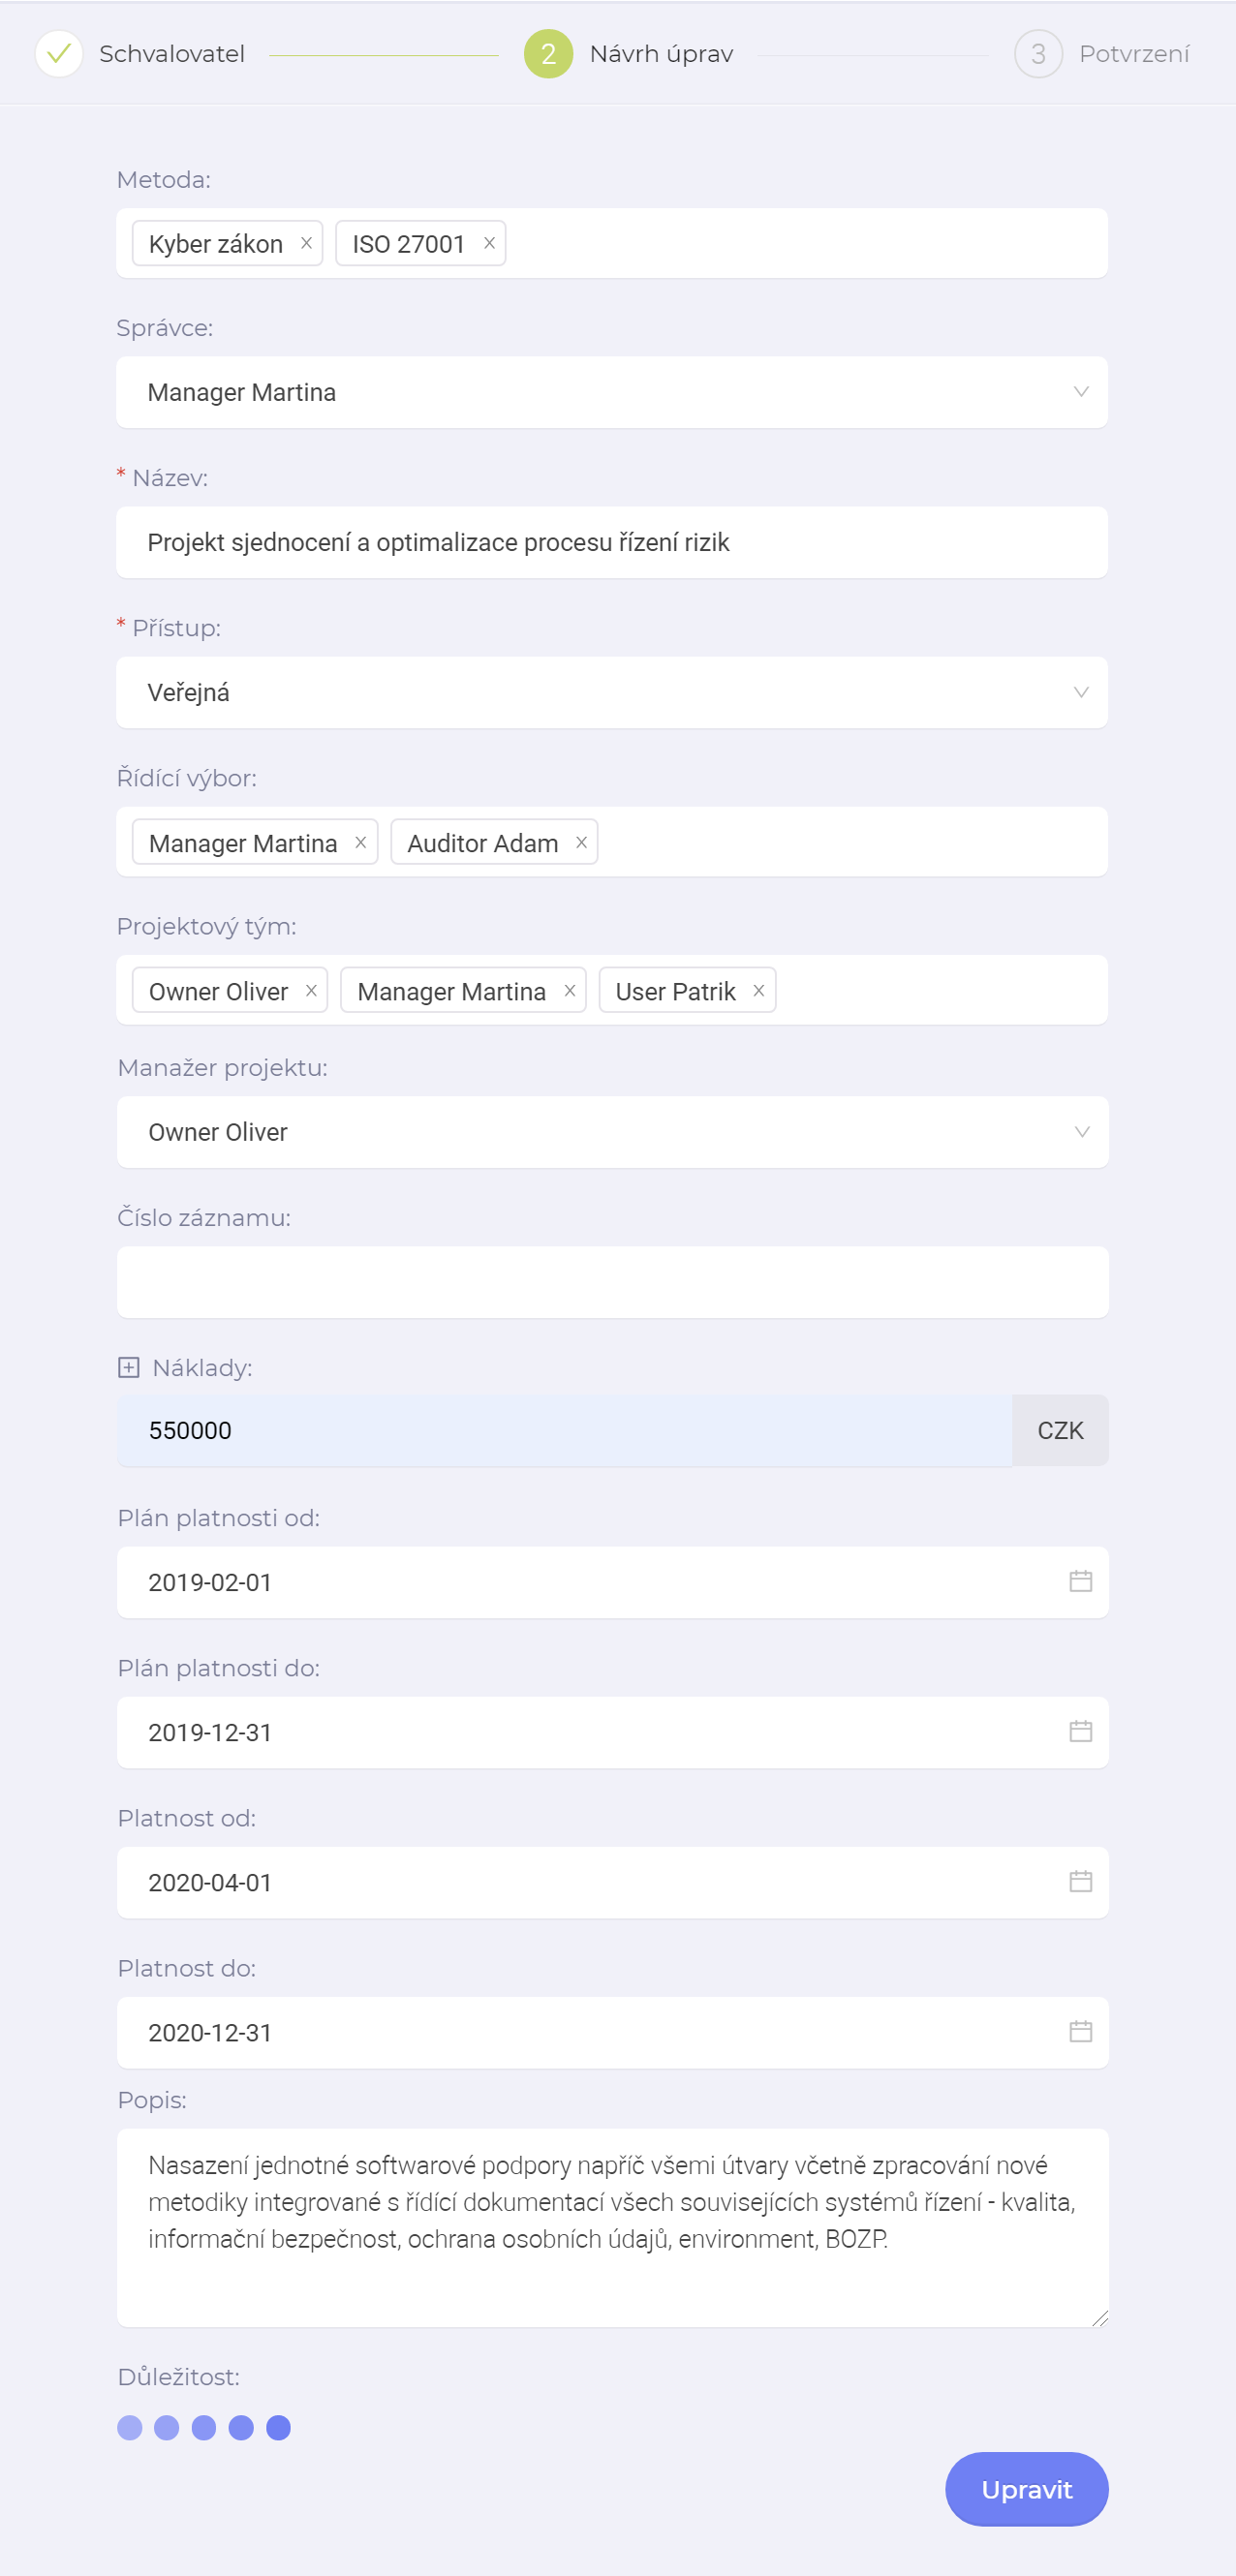 Schvalovatel
2 Návrh úprav
3 Potvrzení
Metoda:
Kyber zákon ISO 27001
Správce:
Manager Martina
* Název:
Projekt sjednocení a optimalizace procesu řízení rizik
* Přístup:
Veřejná
Řídící výbor:
Manager Martina Auditor Adam
Projektový tým:
Owner Oliver Manager Martina User Patrik
Manažer projektu:
Owner Oliver
Číslo záznamu:
Náklady:
550000 CZK
Plán platnosti od:
2019-02-01
Plán platnosti do:
2019-12-31
Platnost od:
2020-04-01
Platnost do:
2020-12-31
Popis:
Nasazení jednotné softwarové podpory napříč všemi útvary včetně zpracování nové
metodiky integrované s řídící dokumentací všech souvisejících systémů řízení - kvalita,
informační bezpečnost, ochrana osobních údajů, environment, BOZP.
Důležitost:
Upravit